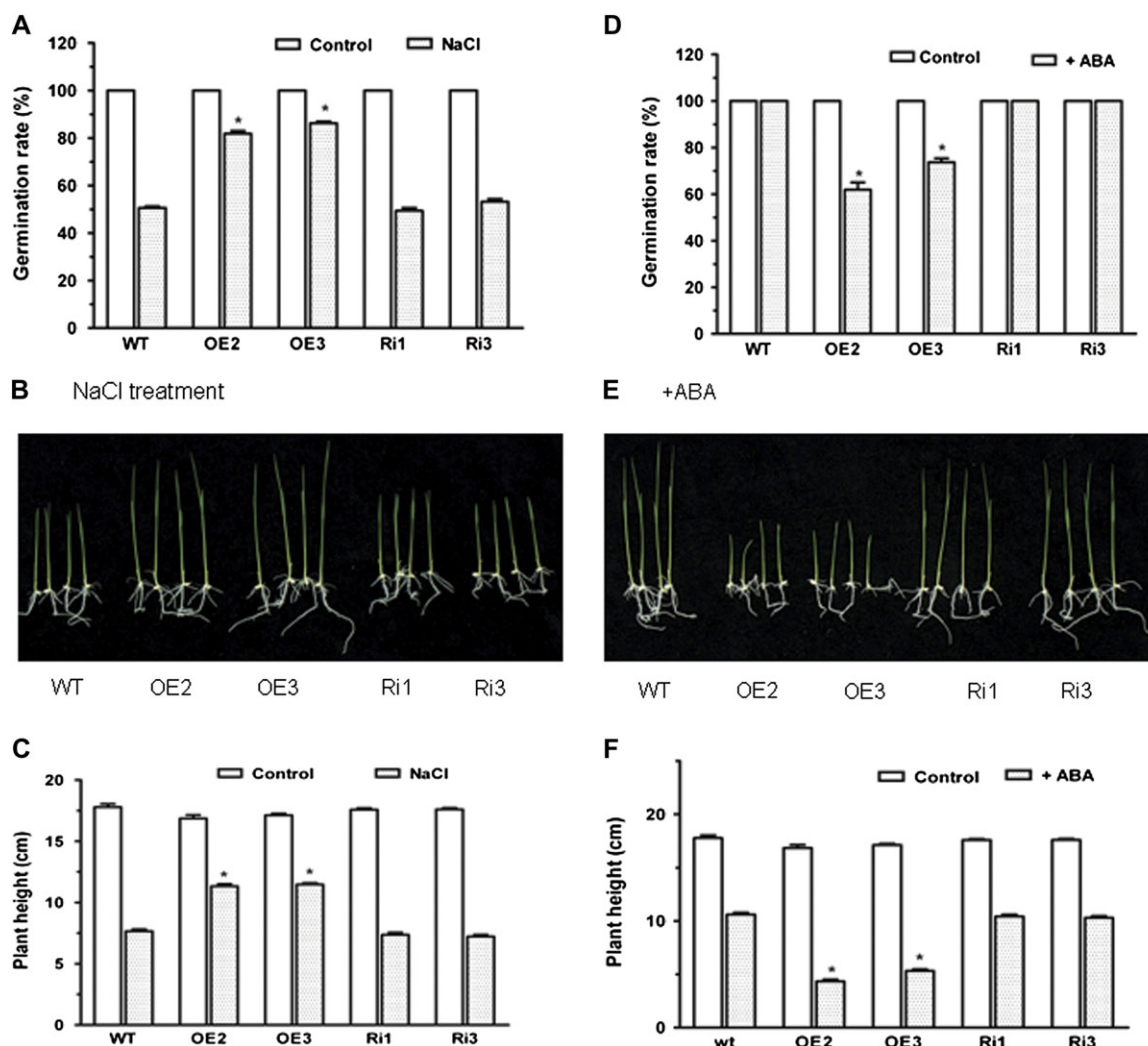 A
Control NaCl
Germination rate (%)
120
100
80
60
40
20
0
WT OE2 OE3 Ri1 Ri3
B NaCl treatment
WT OE2 OE3 Ri1 Ri3
C
Control NaCl
Plant height (cm)
20
15
10
5
0
WT OE2 OE3 Ri1 Ri3
D
Control + ABA
Germination rate (%)
120
100
80
60
40
20
0
WT OE2 OE3 Ri1 Ri3
E +ABA
WT OE2 OE3 Ri1 Ri3
F
Control + ABA
Plant height (cm)
20
10
0
wt OE2 OE3 Ri1 Ri3
* * * * * * * *